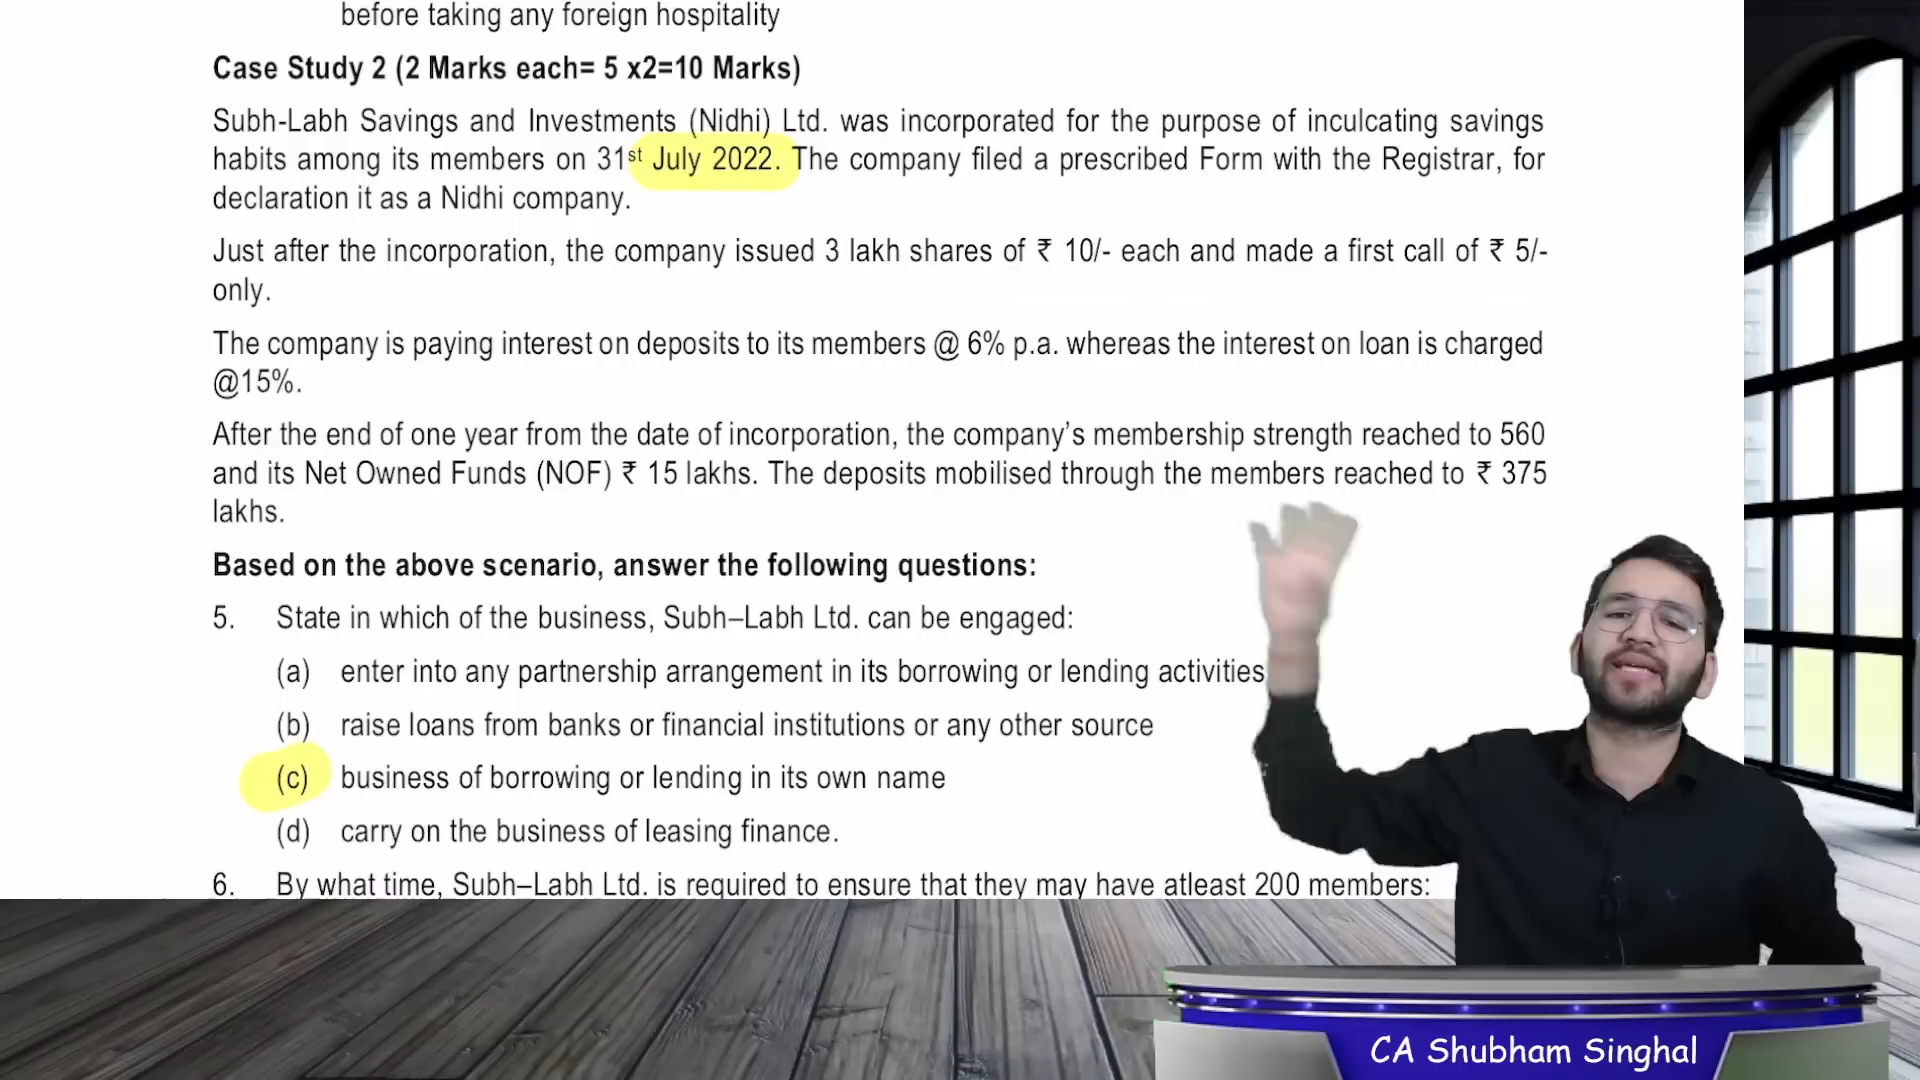 before taking any foreign hospitality
Case Study 2 (2 Marks each= 5 x2=10 Marks)
Subh-Labh Savings and Investments (Nidhi) Ltd. was incorporated for the purpose of inculcating savings
habits among its members on 31st July 2022. The company filed a prescribed Form with the Registrar, for
declaration it as a Nidhi company.
Just after the incorporation, the company issued 3 lakh shares of ₹ 10/- each and made a first call of ₹ 5/-
only.
The company is paying interest on deposits to its members @ 6% p.a. whereas the interest on loan is charged
@15%.
After the end of one year from the date of incorporation, the company’s membership strength reached to 560
and its Net Owned Funds (NOF) ₹ 15 lakhs. The deposits mobilised through the members reached to ₹ 375
lakhs.
Based on the above scenario, answer the following questions:
5. State in which of the business, Subh–Labh Ltd. can be engaged:
(a) enter into any partnership arrangement in its borrowing or lending activities
(b) raise loans from banks or financial institutions or any other source
(c) business of borrowing or lending in its own name
(d) carry on the business of leasing finance.
6. By what time, Subh–Labh Ltd. is required to ensure that they may have atleast 200 members:
CA Shubham Singhal